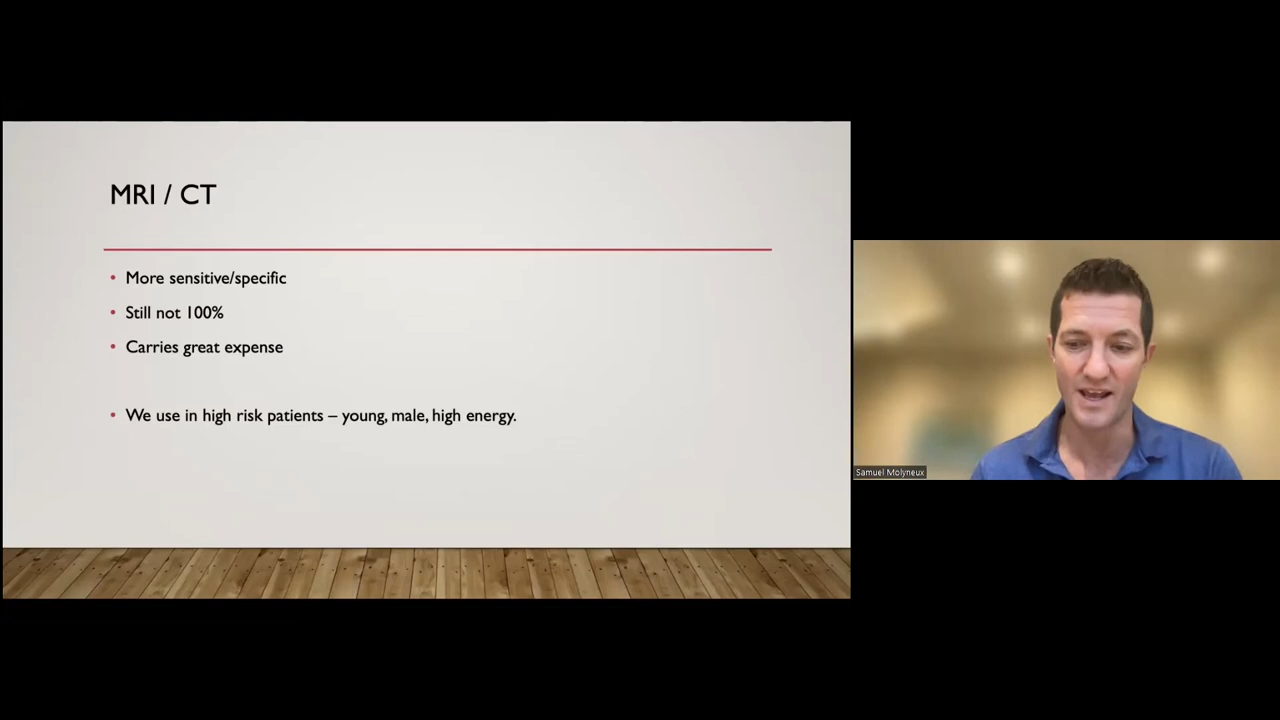 MRI / CT
• More sensitive/specific
• Still not 100%
• Carries great expense
• We use in high risk patients – young, male, high energy.
Samuel Molyneux